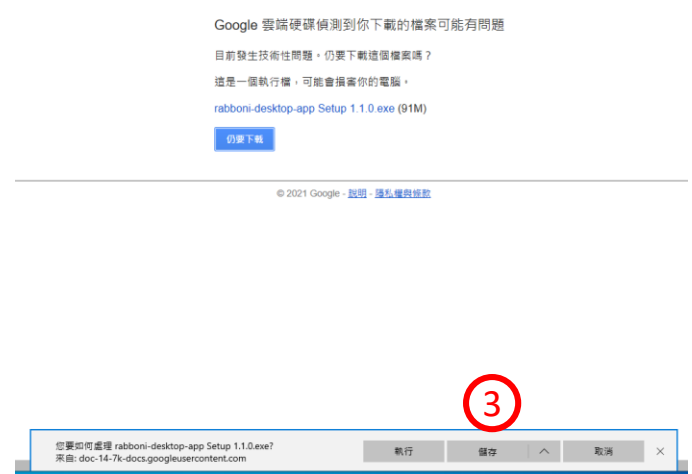 Google 雲端硬碟偵測到你下載的檔案可能有問題
目前發生技術性問題。仍要下載這個檔案嗎？
這是一個執行檔，可能會損害你的電腦。
rabboni-desktop-app Setup 1.1.0.exe (91M)
仍要下載
© 2021 Google - 說明 - 隱私權與條款
3
您要如何處理 rabboni-desktop-app Setup 1.1.0.exe?
來自: doc-14-7k-docs.googleusercontent.com
執行 儲存 取消